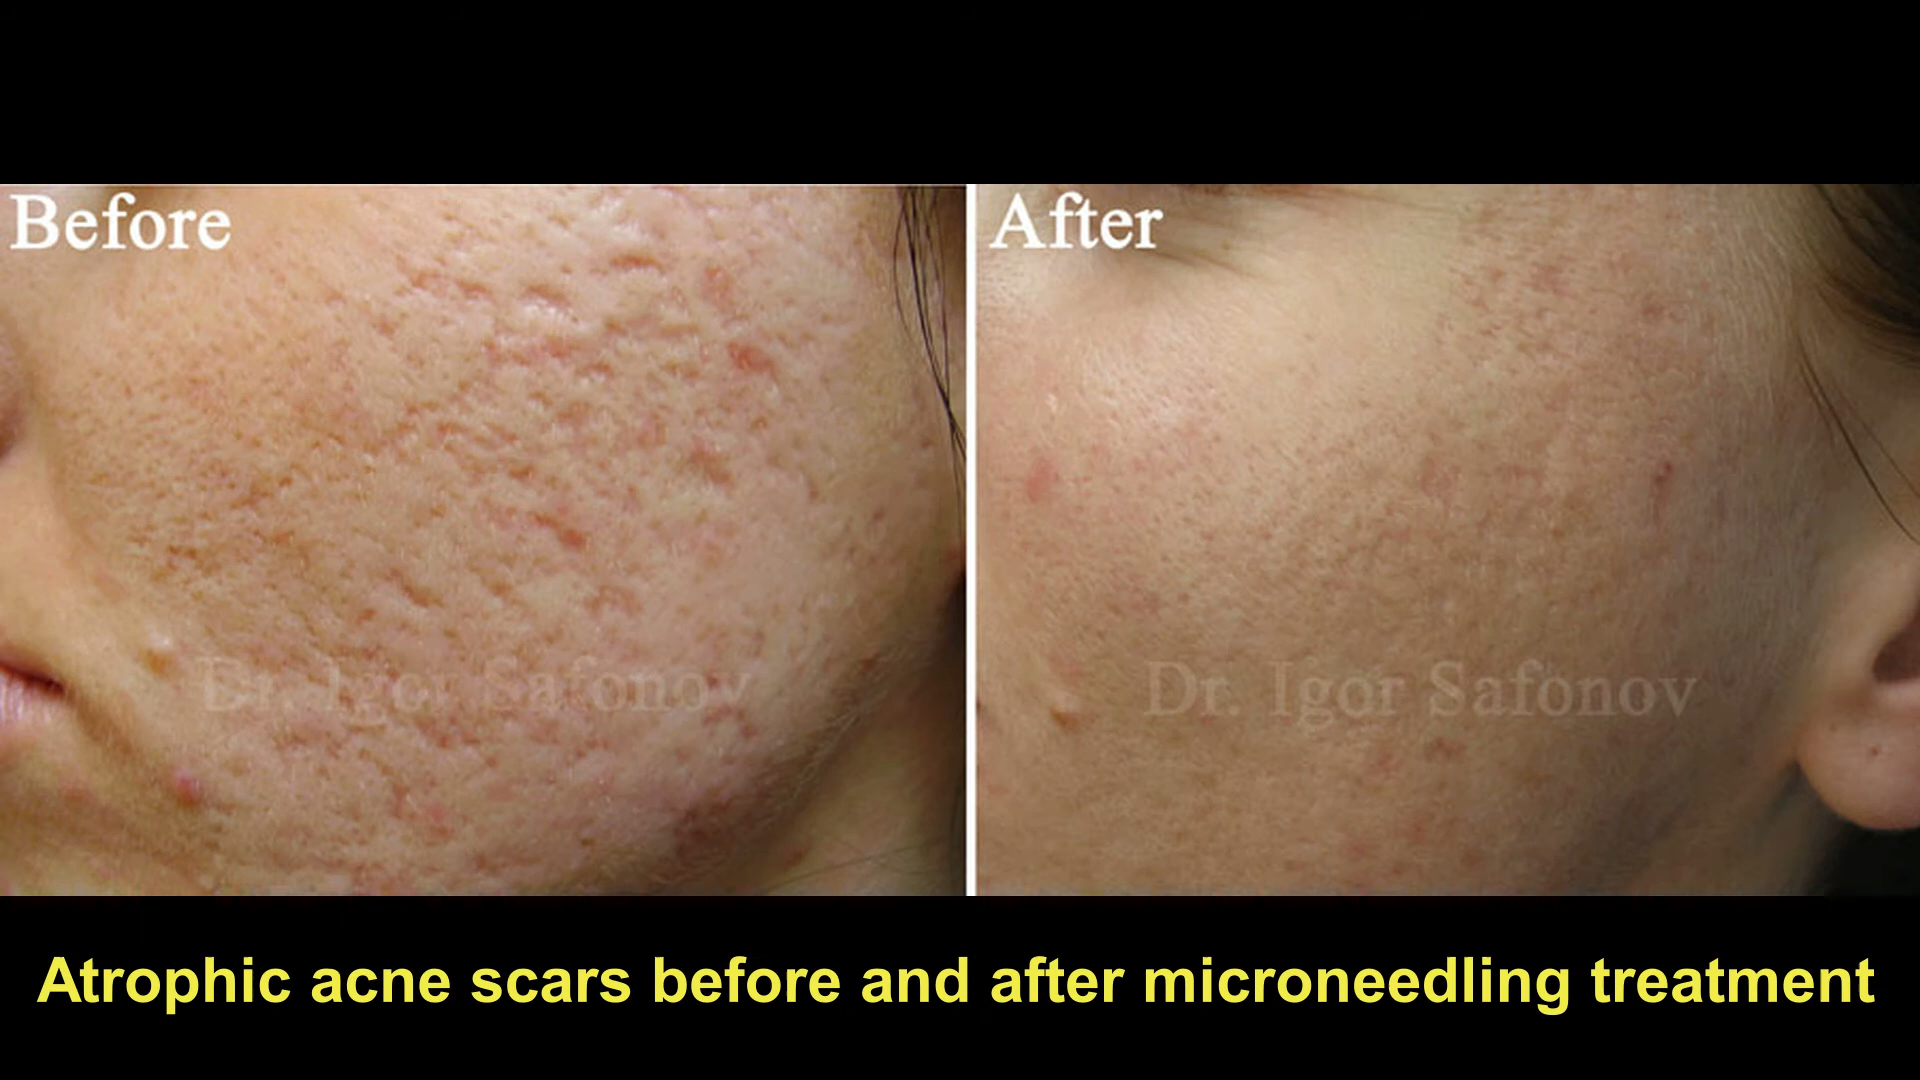 Before
After
Dr. Igor Safonov
Dr. Igor Safonov
Atrophic acne scars before and after microneedling treatment